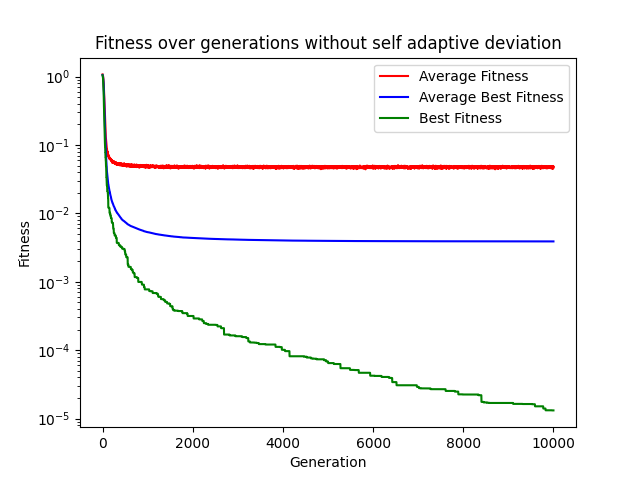 Fitness over generations without self adaptive deviation
Average Fitness
Average Best Fitness
Best Fitness
Fitness
10⁰
10⁻¹
10⁻²
10⁻³
10⁻⁴
10⁻⁵
0 2000 4000 6000 8000 10000
Generation